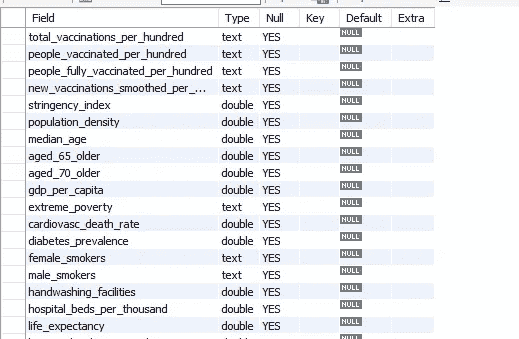 Field Type Null Key Default Extra
total_vaccinations_per_hundred text YES NULL
people_vaccinated_per_hundred text YES NULL
people_fully_vaccinated_per_hundred text YES NULL
new_vaccinations_smoothed_per_... text YES NULL
stringency_index double YES NULL
population_density double YES NULL
median_age double YES NULL
aged_65_older double YES NULL
aged_70_older double YES NULL
gdp_per_capita double YES NULL
extreme_poverty text YES NULL
cardiovasc_death_rate double YES NULL
diabetes_prevalence double YES NULL
female_smokers text YES NULL
male_smokers text YES NULL
handwashing_facilities double YES NULL
hospital_beds_per_thousand double YES NULL
life_expectancy double YES NULL